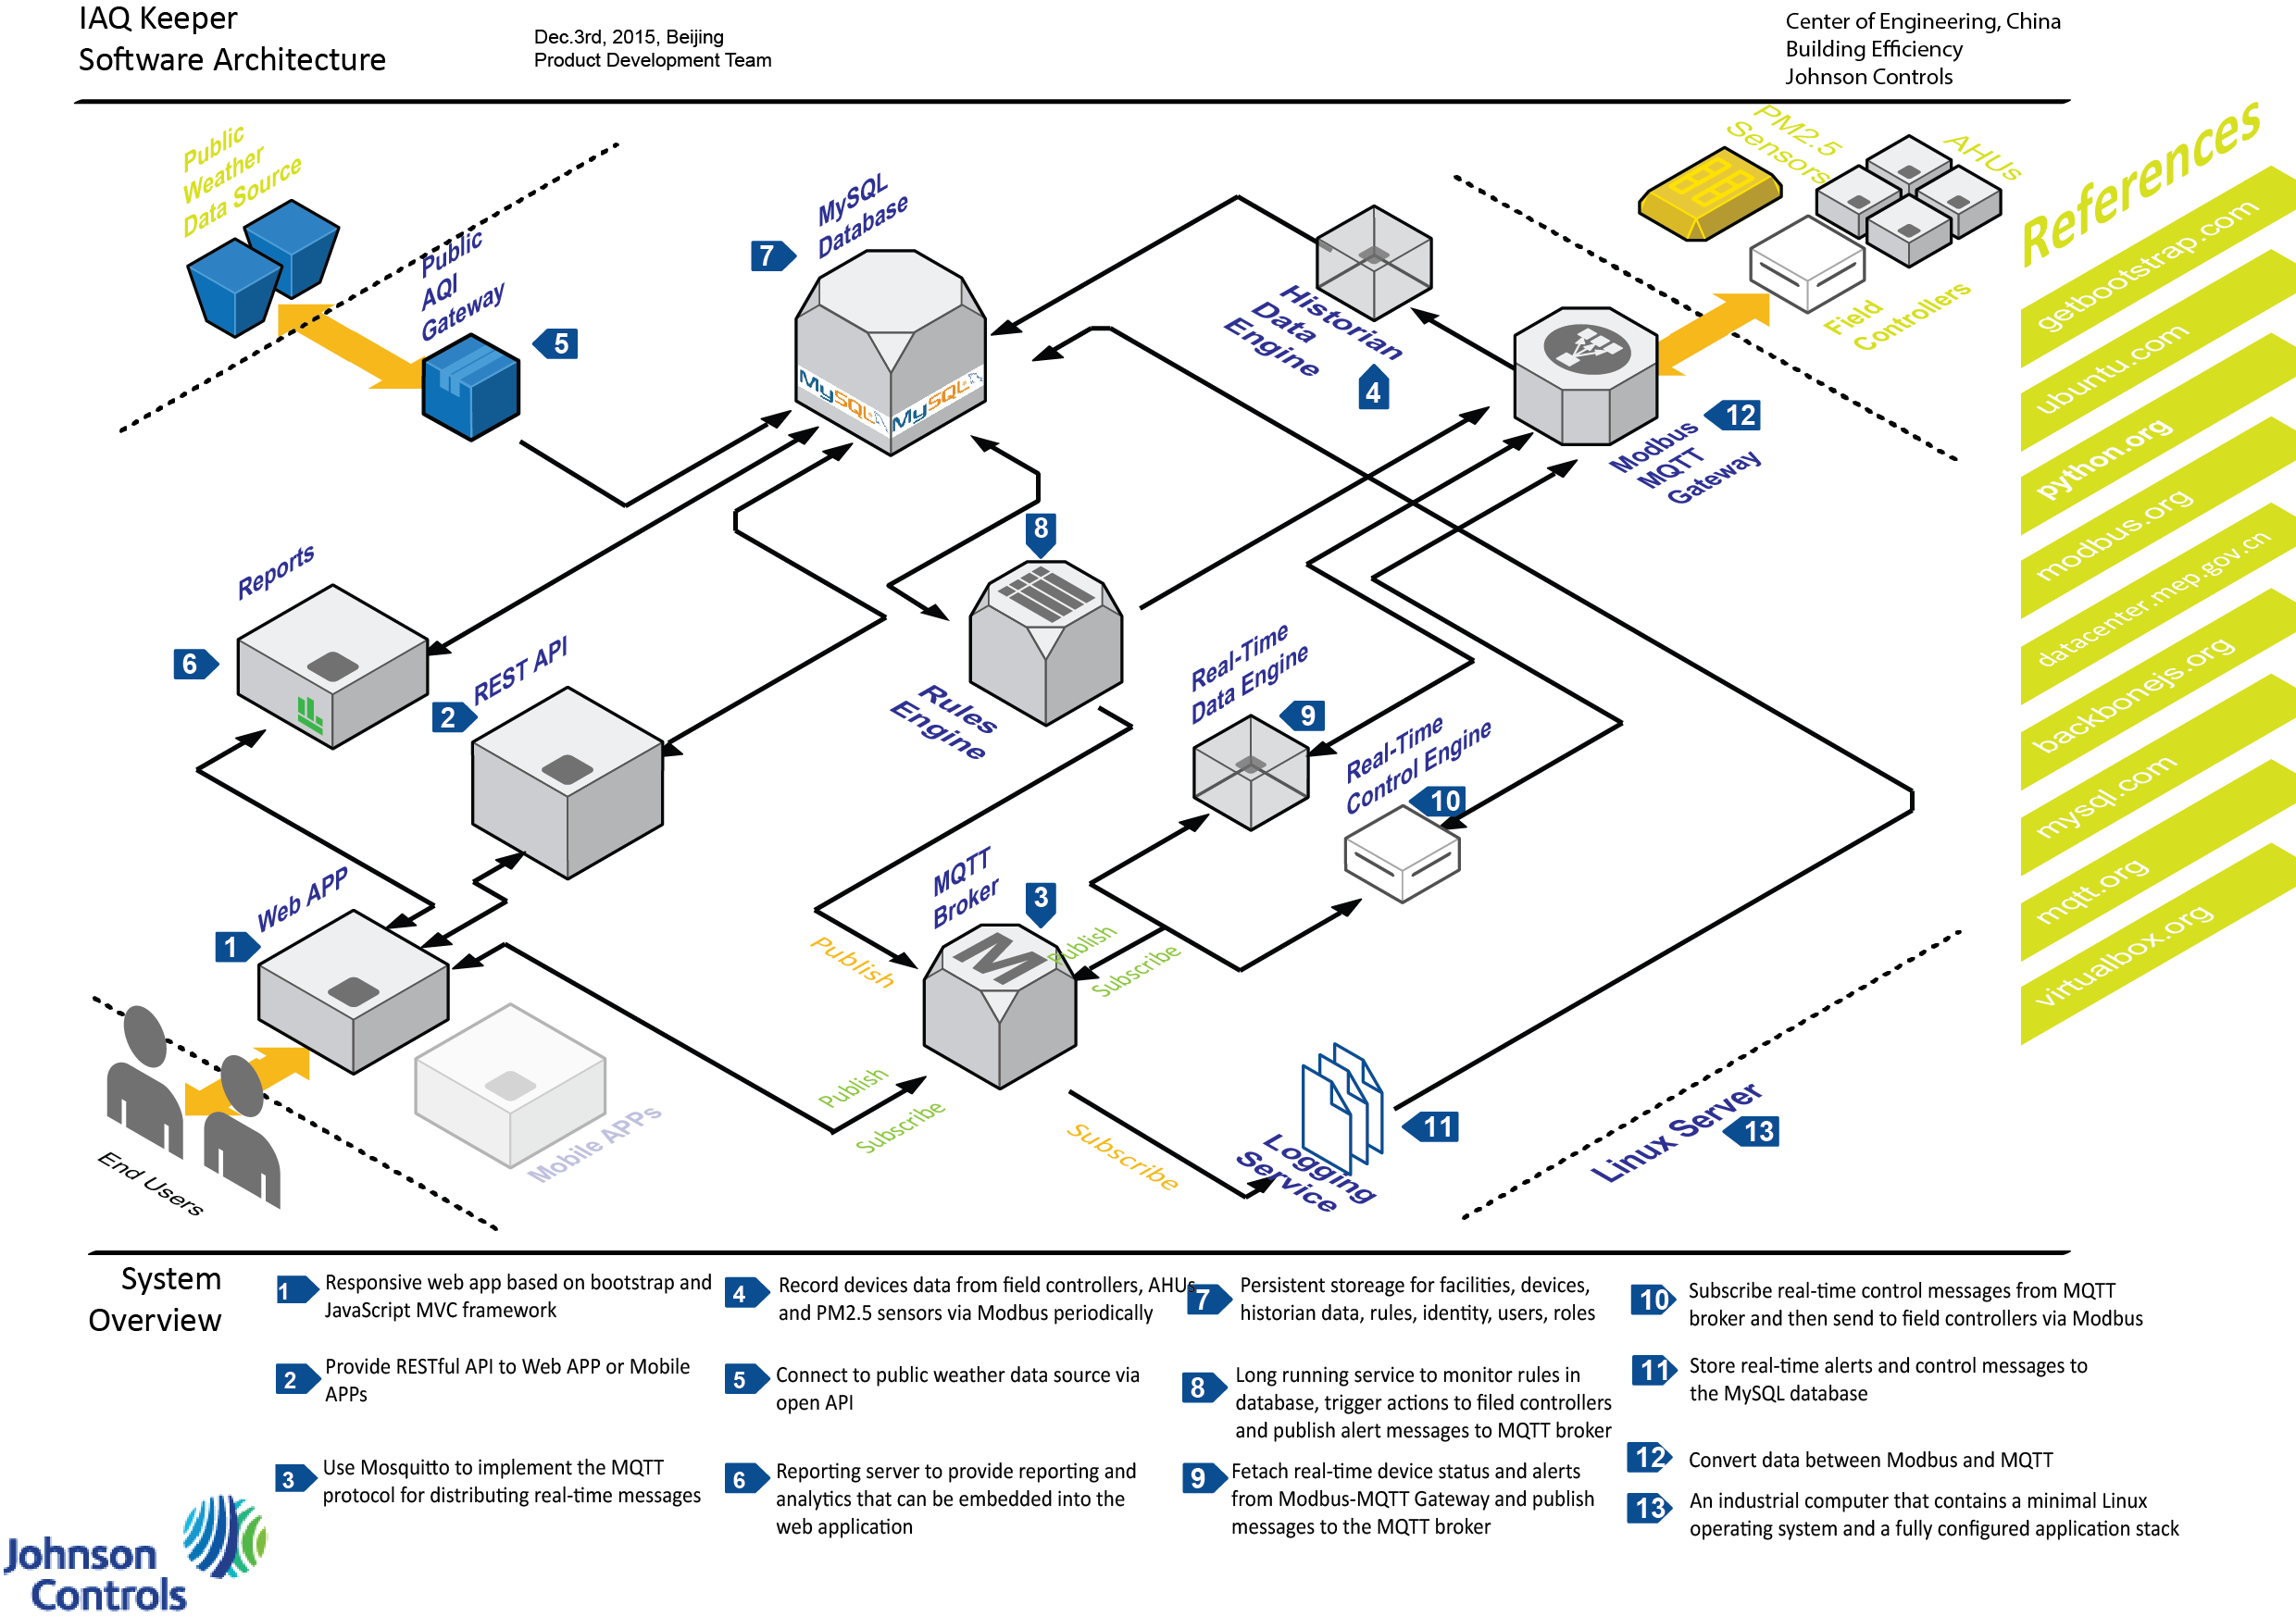 IAQ Keeper
Software Architecture
Dec.3rd, 2015, Beijing
Product Development Team
Center of Engineering, China
Building Efficiency
Johnson Controls
Public
Weather
Data Source
Public
AQI
Gateway
5
MySQL
Database
7
MySQL
MySQL
Historian
Data
Engine
4
PM2.5
Sensors
AHUs
Field
Controllers
Modbus
MQTT
Gateway
12
References
getbootstrap.com
ubuntu.com
python.org
modbus.org
datacenter.mep.gov.cn
backbonejs.org
mysql.com
mqtt.org
virtualbox.org
Reports
6
REST API
2
8
Rules
Engine
Real-Time
Data Engine
9
Real-Time
Control Engine
10
Web APP
1
MQTT
Broker
3
M
Publish
Publish
Subscribe
Publish
Subscribe
Subscribe
Mobile APPs
End Users
Logging
Service
11
Linux Server
13
System
Overview
1
Responsive web app based on bootstrap and
JavaScript MVC framework
2
Provide RESTful API to Web APP or Mobile
APPs
3
Use Mosquitto to implement the MQTT
protocol for distributing real-time messages
4
Record devices data from field controllers, AHUs
and PM2.5 sensors via Modbus periodically
5
Connect to public weather data source via
open API
6
Reporting server to provide reporting and
analytics that can be embedded into the
web application
7
Persistent storeage for facilities, devices,
historian data, rules, identity, users, roles
8
Long running service to monitor rules in
database, trigger actions to filed controllers
and publish alert messages to MQTT broker
9
Fetach real-time device status and alerts
from Modbus-MQTT Gateway and publish
messages to the MQTT broker
10
Subscribe real-time control messages from MQTT
broker and then send to field controllers via Modbus
11
Store real-time alerts and control messages to
the MySQL database
12
Convert data between Modbus and MQTT
13
An industrial computer that contains a minimal Linux
operating system and a fully configured application stack
Johnson
Controls